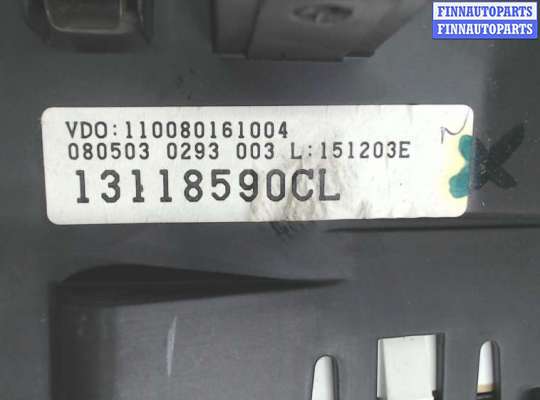 FINNAUTOPARTS
FINNAUTOPARTS
VDO:110080161004
080503 0293 003 L:151203E
13118590CL